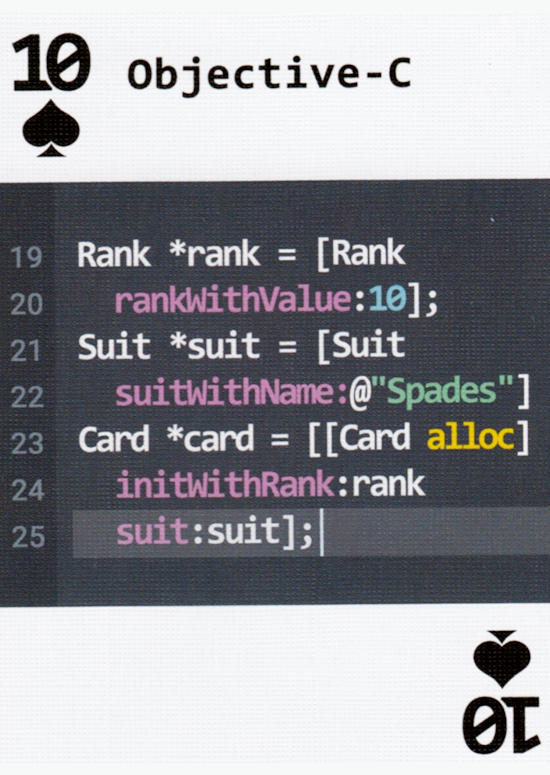 10
Objective-C
19 Rank *rank = [Rank
20 rankWithValue:10];
21 Suit *suit = [Suit
22 suitWithName:@"Spades"]
23 Card *card = [[Card alloc]
24 initWithRank:rank
25 suit:suit];
10